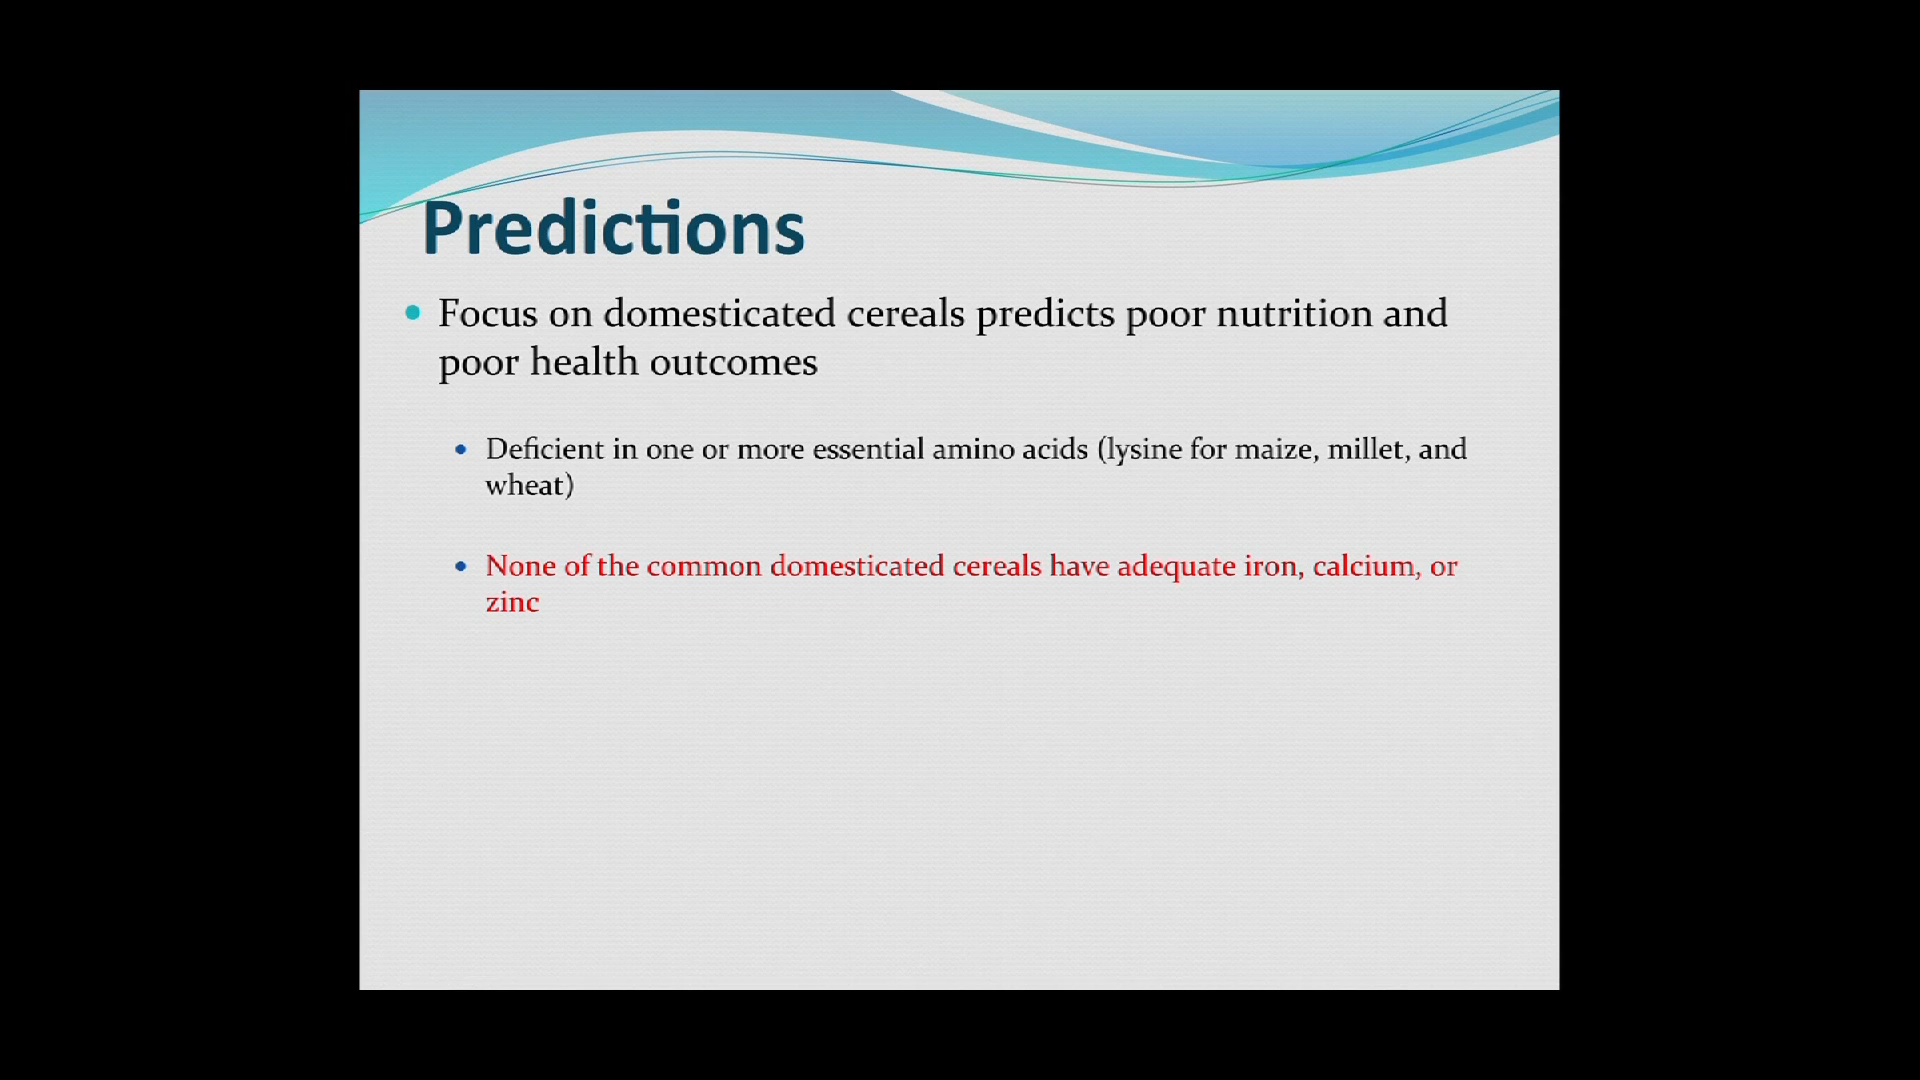 Predictions
Focus on domesticated cereals predicts poor nutrition and
poor health outcomes
Deficient in one or more essential amino acids (lysine for maize, millet, and
wheat)
None of the common domesticated cereals have adequate iron, calcium, or
zinc